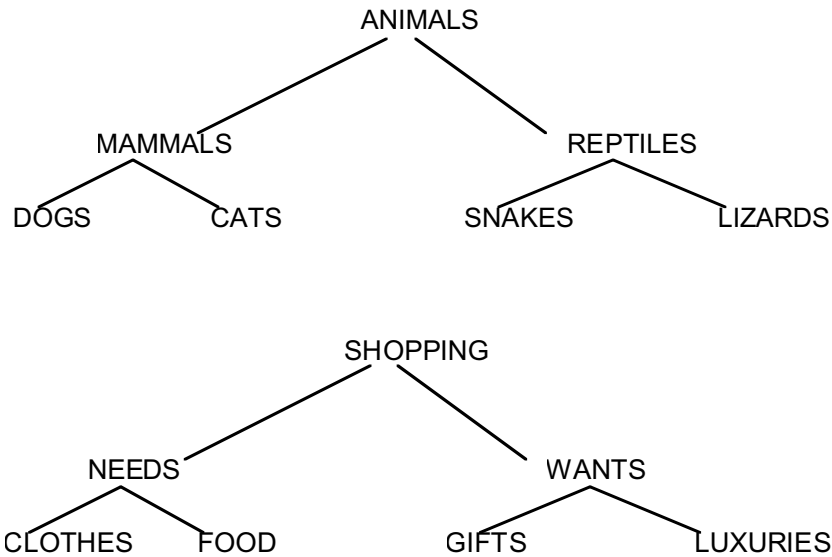 ANIMALS
MAMMALS REPTILES
DOGS CATS SNAKES LIZARDS
SHOPPING
NEEDS WANTS
CLOTHES FOOD GIFTS LUXURIES